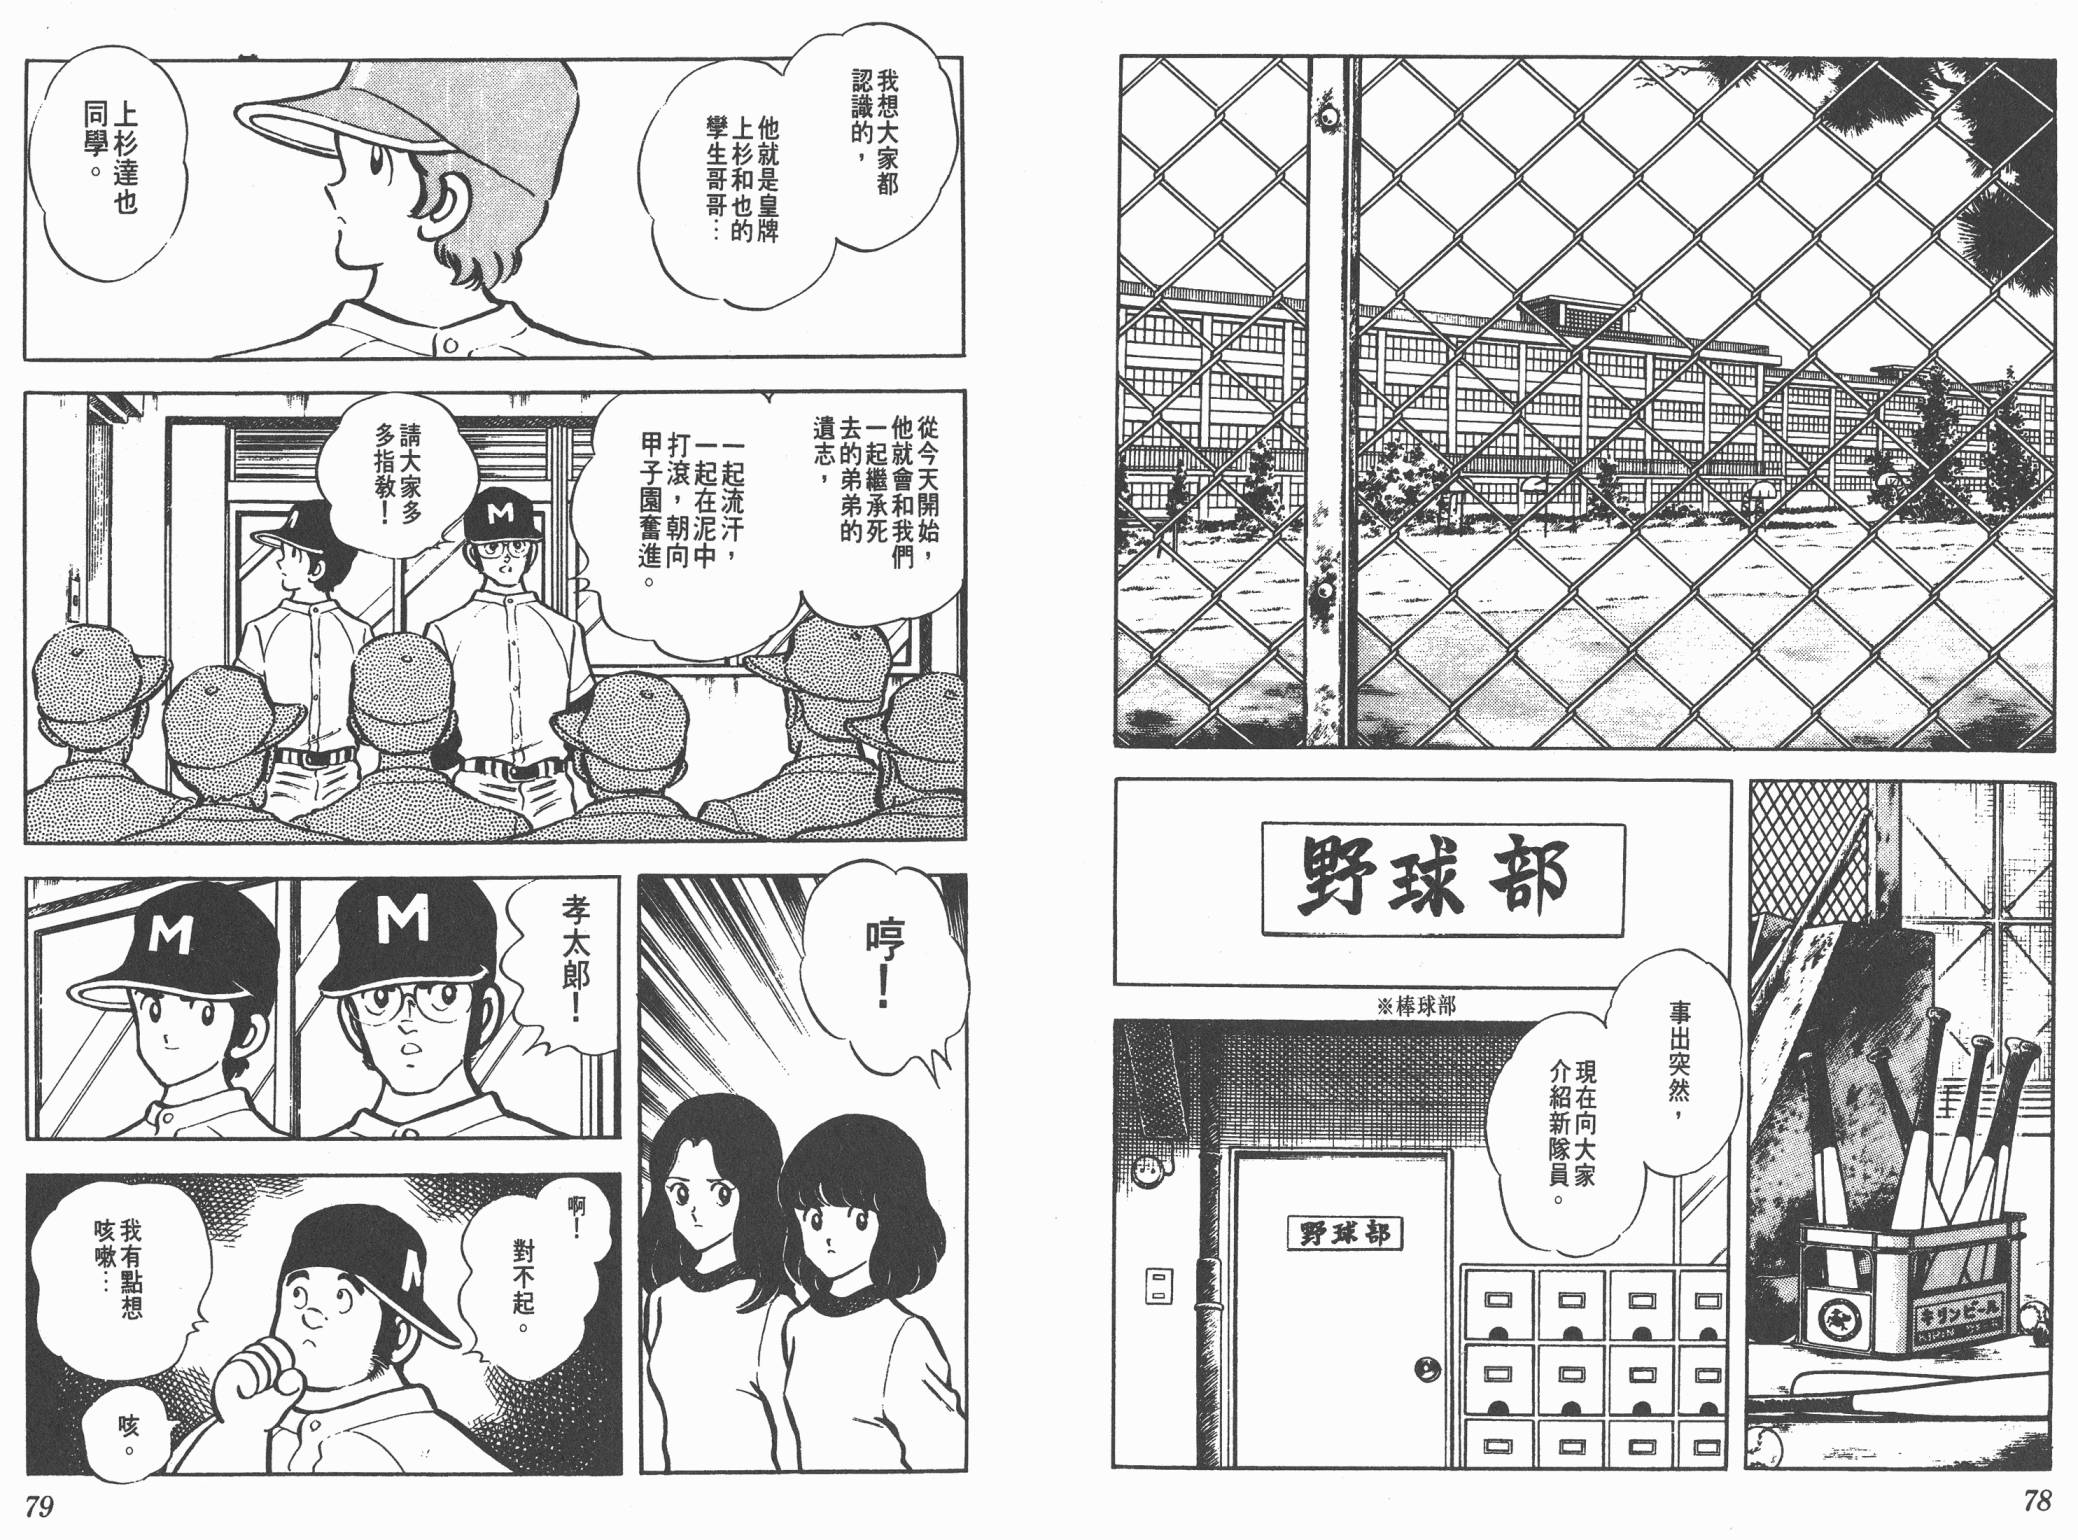 野球部
※棒球部
事出突然，
現在向大家
介紹新隊員。
野球部
キリンビール
KIRIN
78
我想大家都
認識的，
他就是皇牌
上杉和也的
孿生哥哥…
上杉達也
同學。
從今天開始，
他就會和我們
一起繼承死
去的弟弟的
遺志，
一起流汗，
一起在泥中
打滾，朝向
甲子園奮進。
請大家多
多指教！
M
哼！
孝太郎！
M
M
啊！
對不起。
我有點想
咳嗽…
咳。
79